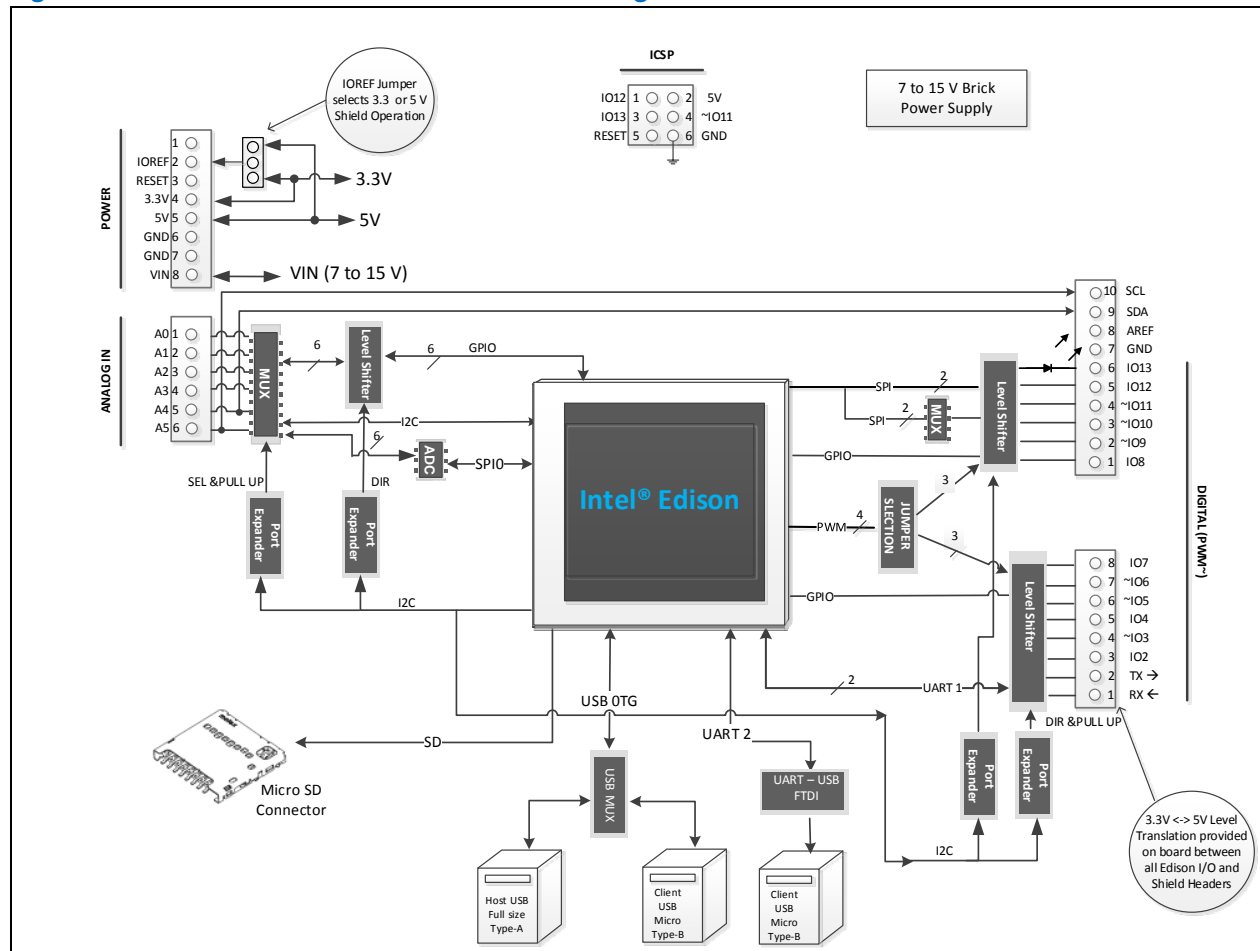 IOREF Jumper
selects 3.3 or 5 V
Shield Operation
ICSP
IO12 1 2 5V
IO13 3 4 ~IO11
RESET 5 6 GND
7 to 15 V Brick
Power Supply
POWER
1
IOREF 2
RESET 3
3.3V 4
5V 5
GND 6
GND 7
VIN 8
3.3V
5V
VIN (7 to 15 V)
ANALOG IN
A0 1
A1 2
A2 3
A3 4
A4 5
A5 6
MUX
6
Level Shifter
6
GPIO
I2C
6
ADC
SPI0
SEL &PULL UP
DIR
Port
Expander
Port
Expander
I2C
Intel® Edison
SPI
2
SPI
2
MUX
Level Shifter
GPIO
3
PWM
4
JUMPER
SLECTION
3
GPIO
Level Shifter
2
UART 1
10 SCL
9 SDA
8 AREF
7 GND
6 IO13
5 IO12
4 ~IO11
3 ~IO10
2 ~IO9
1 IO8
DIGITAL (PWM~)
8 IO7
7 ~IO6
6 ~IO5
5 IO4
4 ~IO3
3 IO2
2 TX →
1 RX ←
DIR &PULL UP
USB 0TG
UART 2
SD
Micro SD
Connector
USB MUX
UART – USB
FTDI
Port
Expander
Port
Expander
I2C
Host USB
Full size
Type-A
Client
USB
Micro
Type-B
Client
USB
Micro
Type-B
3.3V <-> 5V Level
Translation provided
on board between
all Edison I/O and
Shield Headers